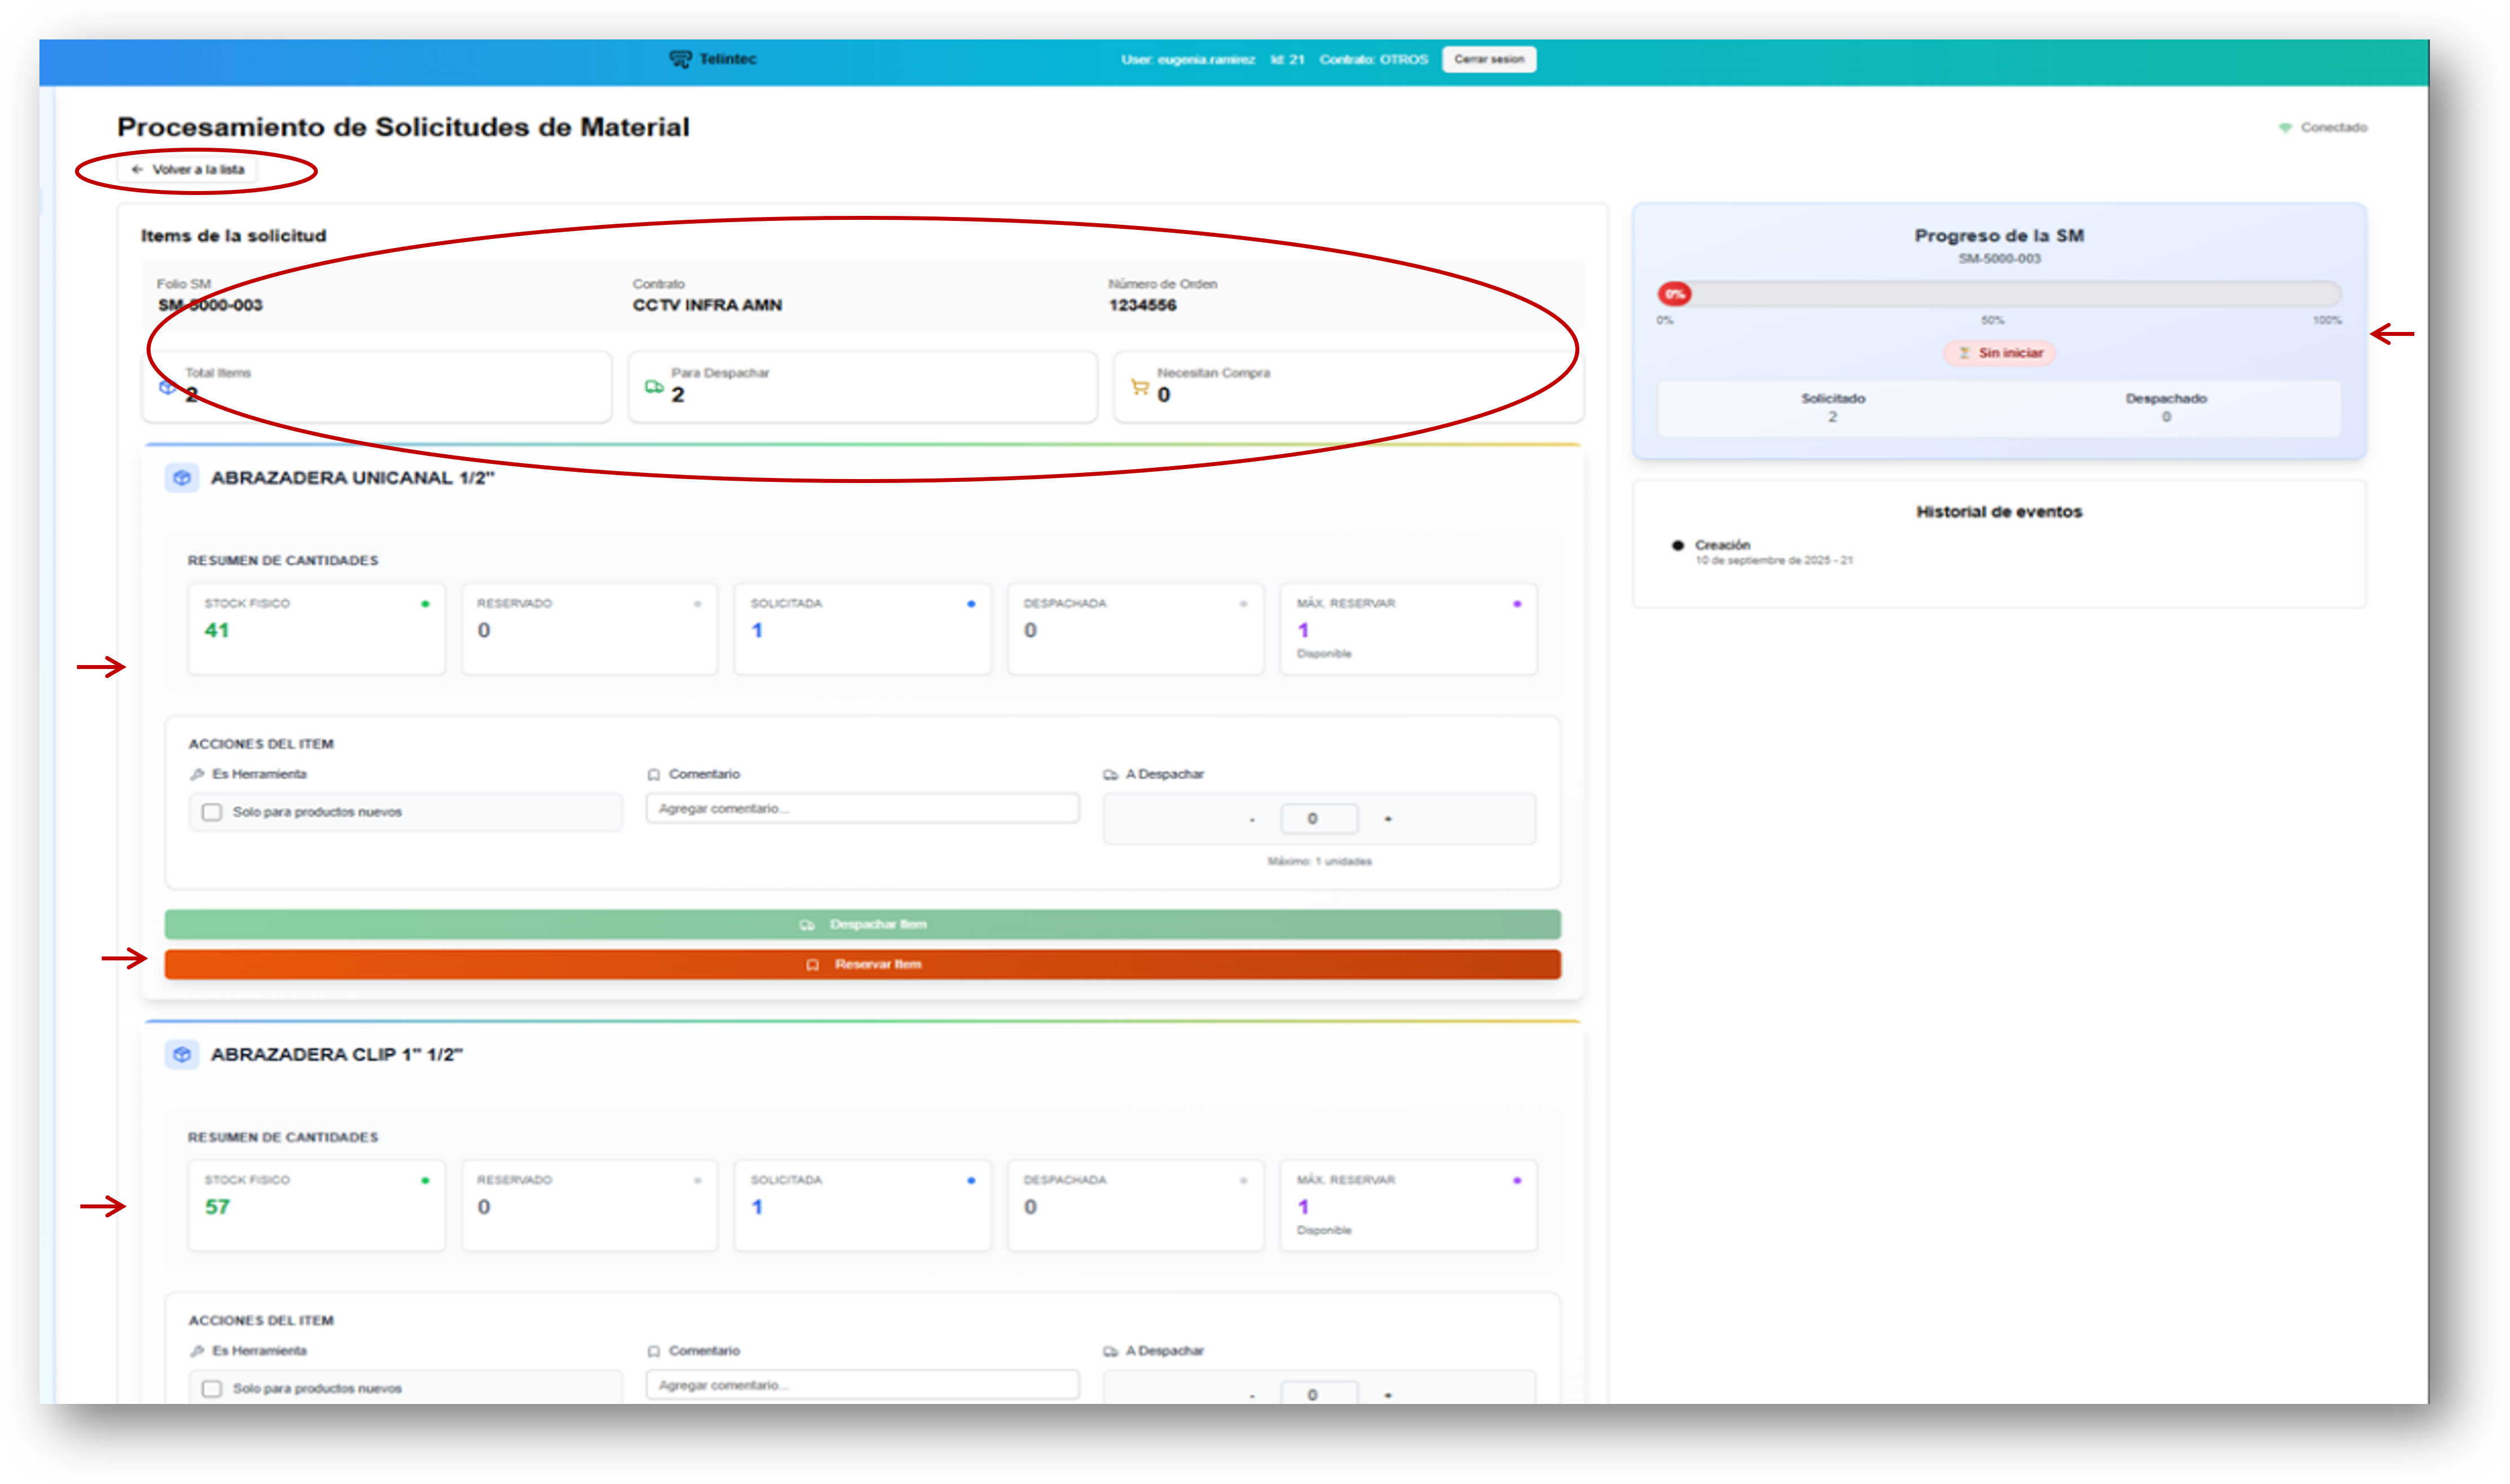 Telintec
User: eugenia.ramirez Id: 21 Contrato: OTROS Cerrar sesion
Procesamiento de Solicitudes de Material
Conectado
← Volver a la lista
Items de la solicitud
Folio SM Contrato Número de Orden
SM-5000-003 CCTV INFRA AMN 1234556
Total Items Para Despachar Necesitan Compra
2 2 0
ABRAZADERA UNICANAL 1/2"
RESUMEN DE CANTIDADES
STOCK FISICO RESERVADO SOLICITADA DESPACHADA MÁX. RESERVAR
41 0 1 0 1
Disponible
ACCIONES DEL ITEM
Es Herramienta Comentario A Despachar
Solo para productos nuevos Agregar comentario... - 0 +
Máximo: 1 unidades
Despachar Item
Reservar Item
ABRAZADERA CLIP 1" 1/2"
RESUMEN DE CANTIDADES
STOCK FISICO RESERVADO SOLICITADA DESPACHADA MÁX. RESERVAR
57 0 1 0 1
Disponible
ACCIONES DEL ITEM
Es Herramienta Comentario A Despachar
Solo para productos nuevos Agregar comentario... - 0 +
Progreso de la SM
SM-5000-003
0%
0% 50% 100%
Sin iniciar
Solicitado Despachado
2 0
Historial de eventos
Creación
10 de septiembre de 2025 - 21